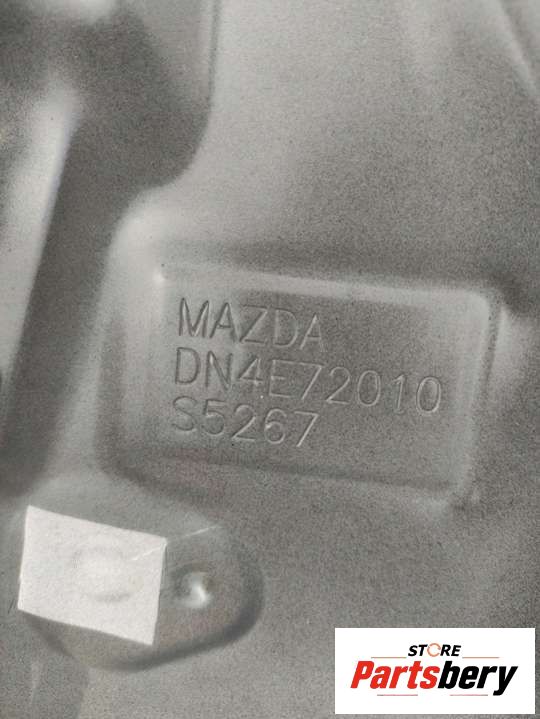 MAZDA
DN4E72010
S5267
STORE
Partsbery